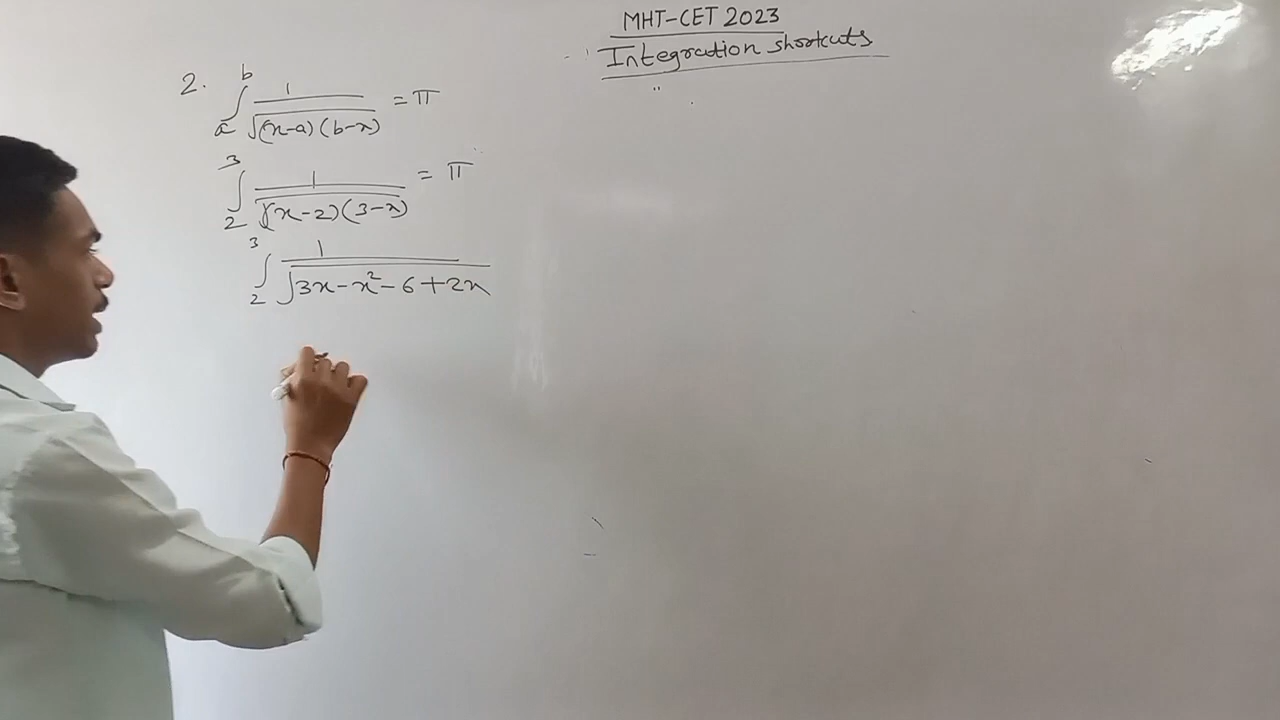 MHT-CET 2023
Integration shortcuts
2. ∫_a^b 1/√((x-a)(b-x)) = π
∫_2^3 1/√((x-2)(3-x)) = π
∫_2^3 1/√(3x-x²-6+2x)